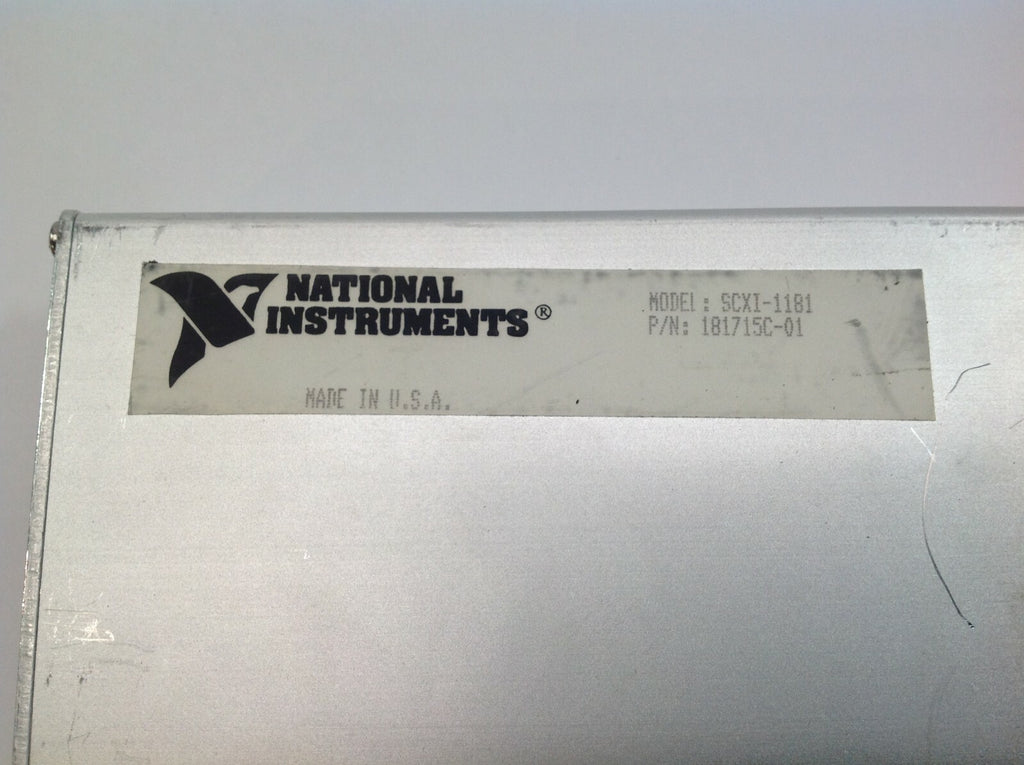 NATIONAL
INSTRUMENTS®
MODEL: SCXI-1181
P/N: 181715C-01
MADE IN U.S.A.